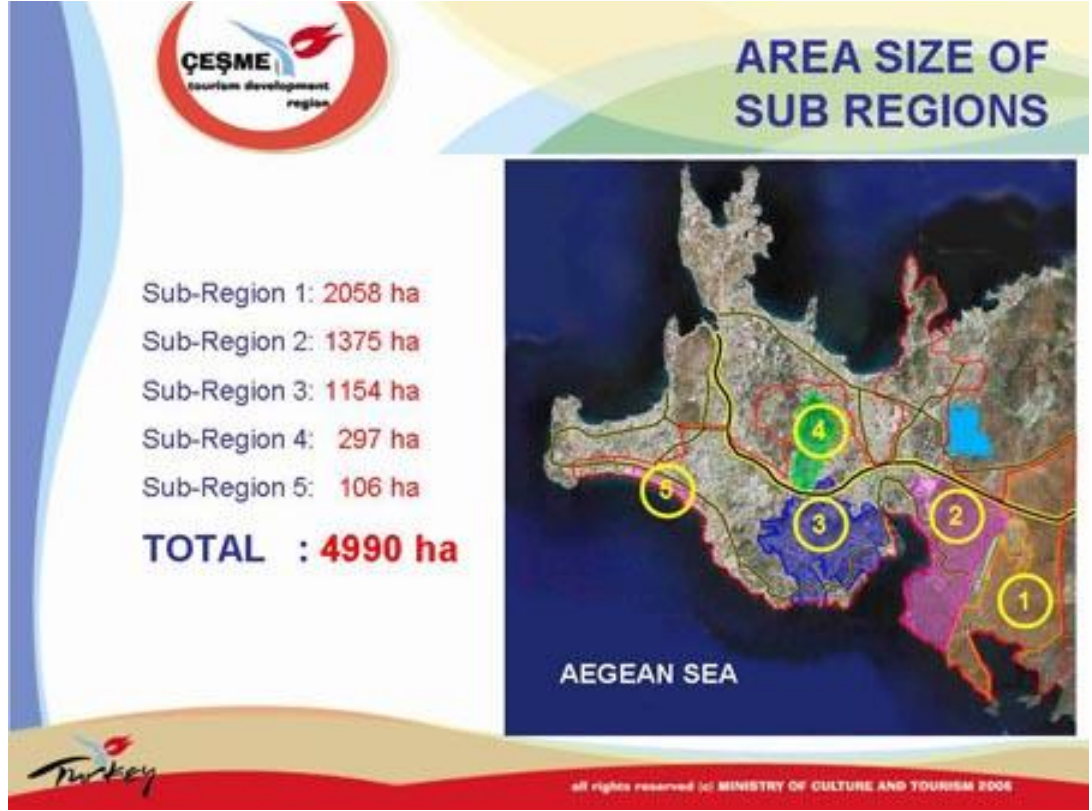 ÇEŞME
tourism development
region
AREA SIZE OF
SUB REGIONS
Sub-Region 1: 2058 ha
Sub-Region 2: 1375 ha
Sub-Region 3: 1154 ha
Sub-Region 4: 297 ha
Sub-Region 5: 106 ha
TOTAL : 4990 ha
4
5
3
2
1
AEGEAN SEA
Turkey
all rights reserved (c) MINISTRY OF CULTURE AND TOURISM 2006